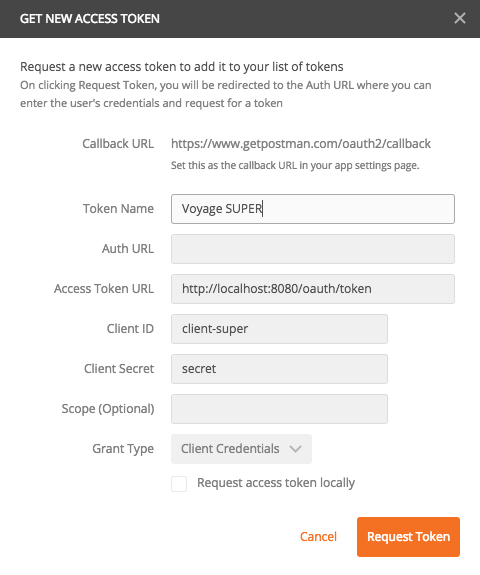 GET NEW ACCESS TOKEN
Request a new access token to add it to your list of tokens
On clicking Request Token, you will be redirected to the Auth URL where you can
enter the user's credentials and request for a token
Callback URL https://www.getpostman.com/oauth2/callback
Set this as the callback URL in your app settings page.
Token Name Voyage SUPER
Auth URL
Access Token URL http://localhost:8080/oauth/token
Client ID client-super
Client Secret secret
Scope (Optional)
Grant Type Client Credentials
Request access token locally
Cancel Request Token